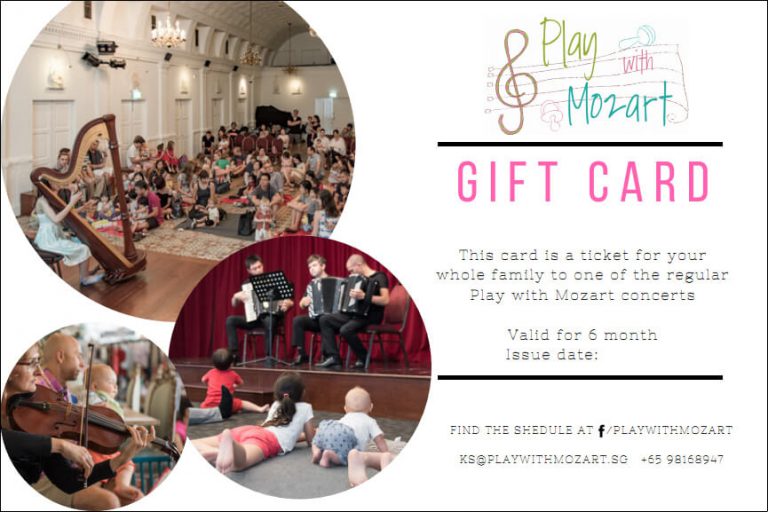 Play
with
Mozart
GIFT CARD
This card is a ticket for your
whole family to one of the regular
Play with Mozart concerts
Valid for 6 month
Issue date:
FIND THE SHEDULE AT f/PLAYWITHMOZART
KS@PLAYWITHMOZART.SG +65 98168947